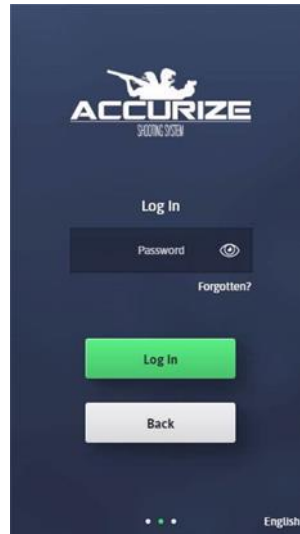 ACCURIZE
SHOOTING SYSTEM
Log In
Password
Forgotten?
Log In
Back
English